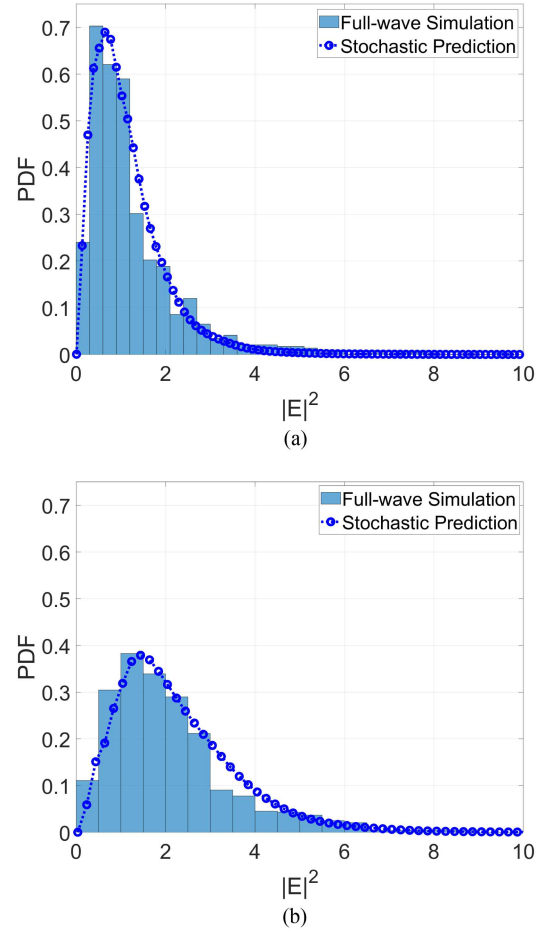 Full-wave Simulation
Stochastic Prediction
0.7
0.6
0.5
0.4
0.3
0.2
0.1
0
PDF
0 2 4 6 8 10
|E|²
(a)
Full-wave Simulation
Stochastic Prediction
0.7
0.6
0.5
0.4
0.3
0.2
0.1
0
PDF
0 2 4 6 8 10
|E|²
(b)